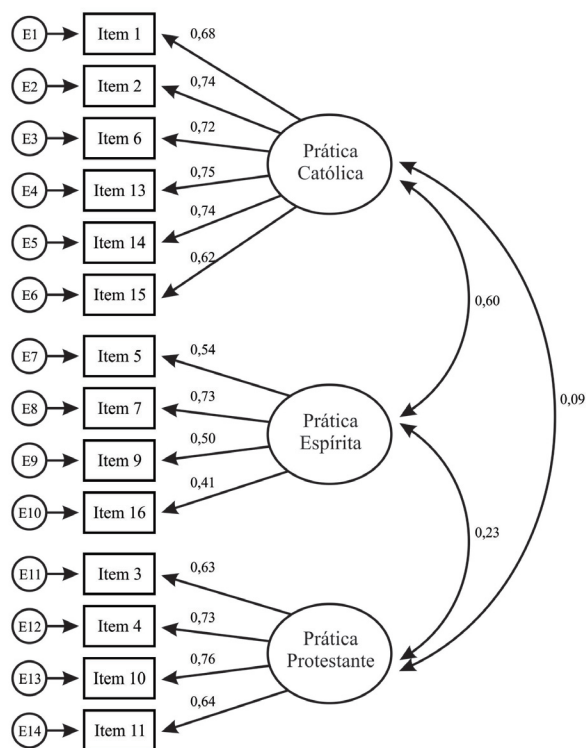 E1
Item 1
0,68
E2
Item 2
0,74
E3
Item 6
0,72
E4
Item 13
0,75
E5
Item 14
0,74
E6
Item 15
0,62
Prática
Católica
E7
Item 5
0,54
E8
Item 7
0,73
E9
Item 9
0,50
E10
Item 16
0,41
Prática
Espírita
E11
Item 3
0,63
E12
Item 4
0,73
E13
Item 10
0,76
E14
Item 11
0,64
Prática
Protestante
0,60
0,09
0,23